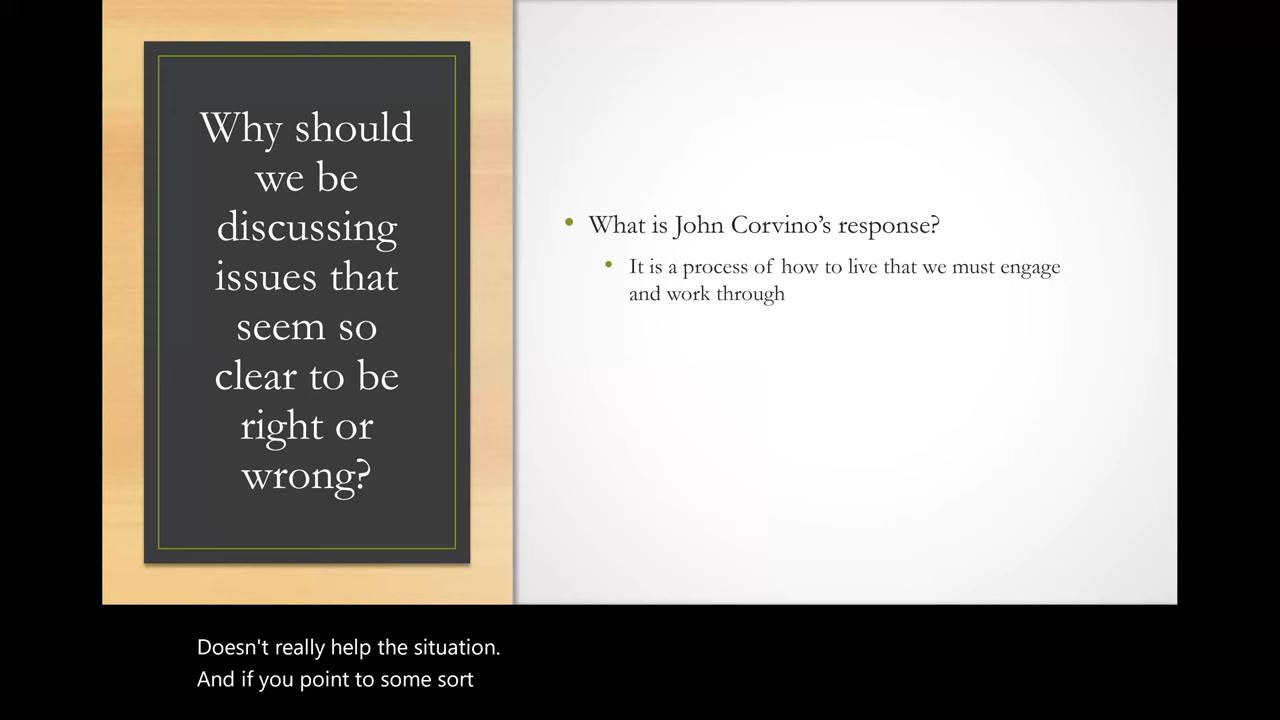 Why should
we be
discussing
issues that
seem so
clear to be
right or
wrong?
• What is John Corvino's response?
• It is a process of how to live that we must engage
and work through
Doesn't really help the situation.
And if you point to some sort